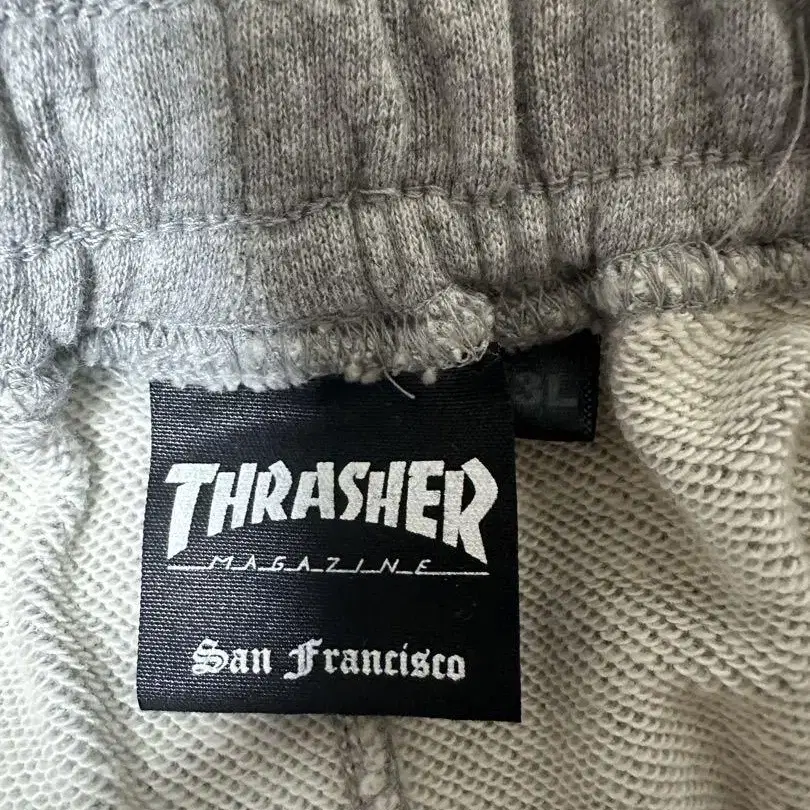 3L
THRASHER
MAGAZINE
San Francisco